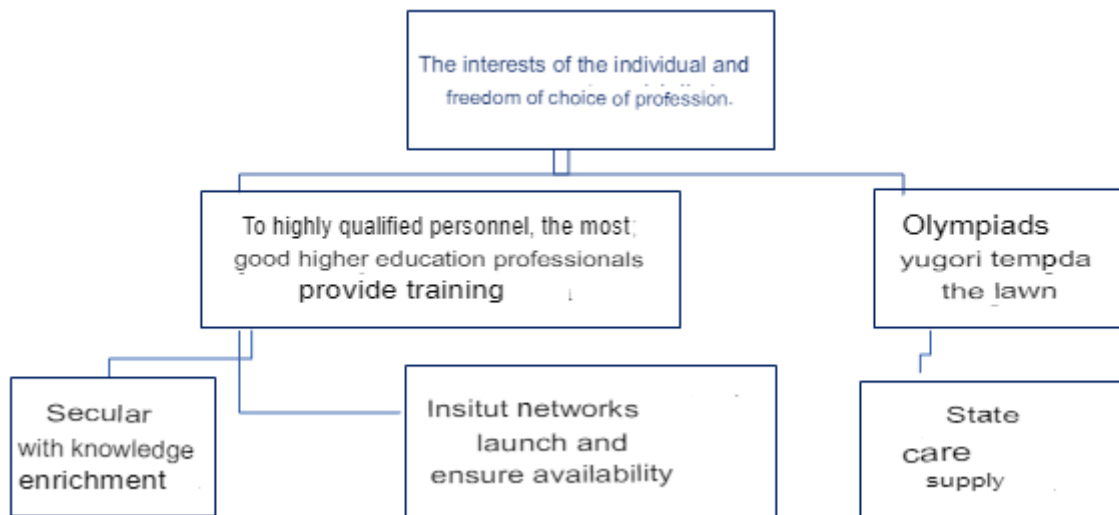 The interests of the individual and
freedom of choice of profession.
To highly qualified personnel, the most;
good higher education professionals
provide training
Olympiads
yugori tempda
the lawn
Secular
with knowledge
enrichment
Insitut networks
launch and
ensure availability
State
care
supply